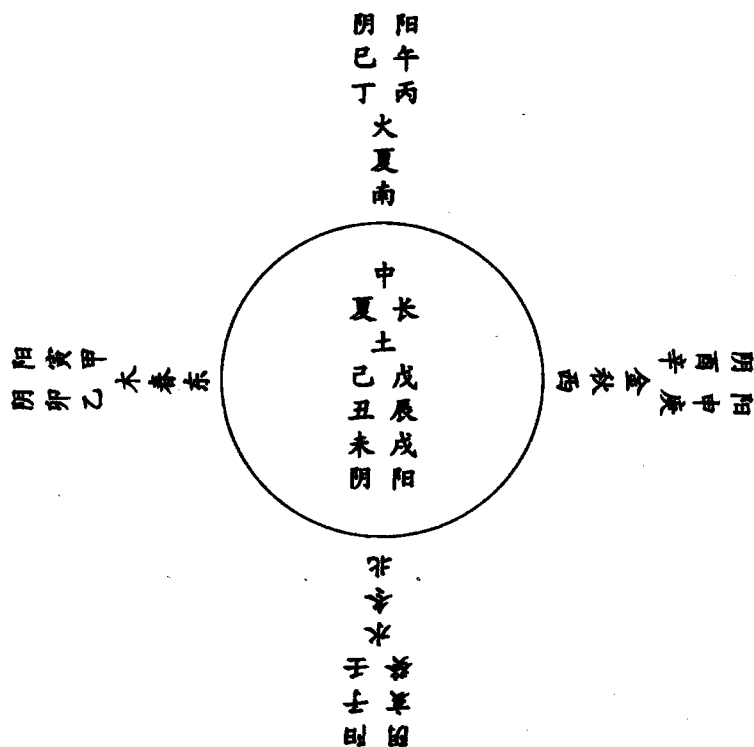 阴 阳
巳 午
丁 丙
火
夏
南
中
夏 长
土
己 戊
丑 辰
未 戌
阴 阳
阴 阳
卯 寅
乙 甲
木
春
东
阴 阳
酉 申
辛 庚
金
秋
西
阴 阳
亥 子
癸 壬
水
冬
北